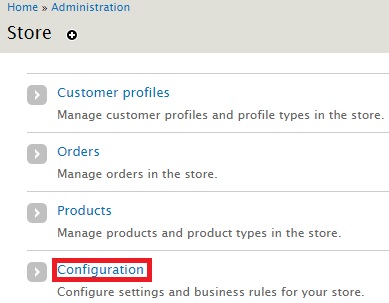 Home » Administration
Store
Customer profiles
Manage customer profiles and profile types in the store.
Orders
Manage orders in the store.
Products
Manage products and product types in the store.
Configuration
Configure settings and business rules for your store.